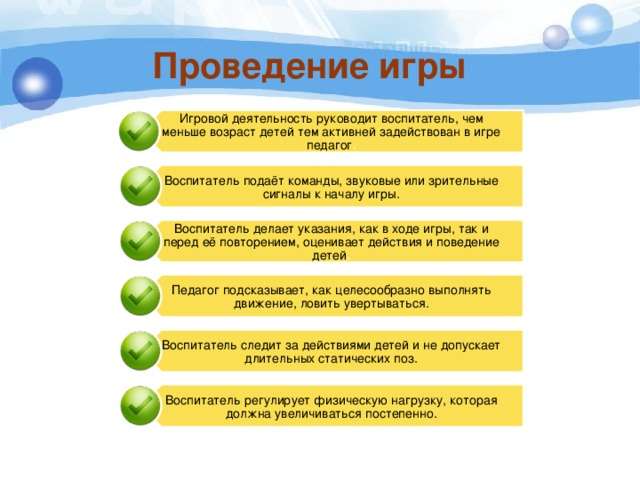 Проведение игры
Игровой деятельность руководит воспитатель, чем
меньше возраст детей тем активней задействован в игре
педагог.
Воспитатель подаёт команды, звуковые или зрительные
сигналы к началу игры.
Воспитатель делает указания, как в ходе игры, так и
перед её повторением, оценивает действия и поведение
детей
Педагог подсказывает, как целесообразно выполнять
движение, ловить увертываться.
Воспитатель следит за действиями детей и не допускает
длительных статических поз.
Воспитатель регулирует физическую нагрузку, которая
должна увеличиваться постепенно.